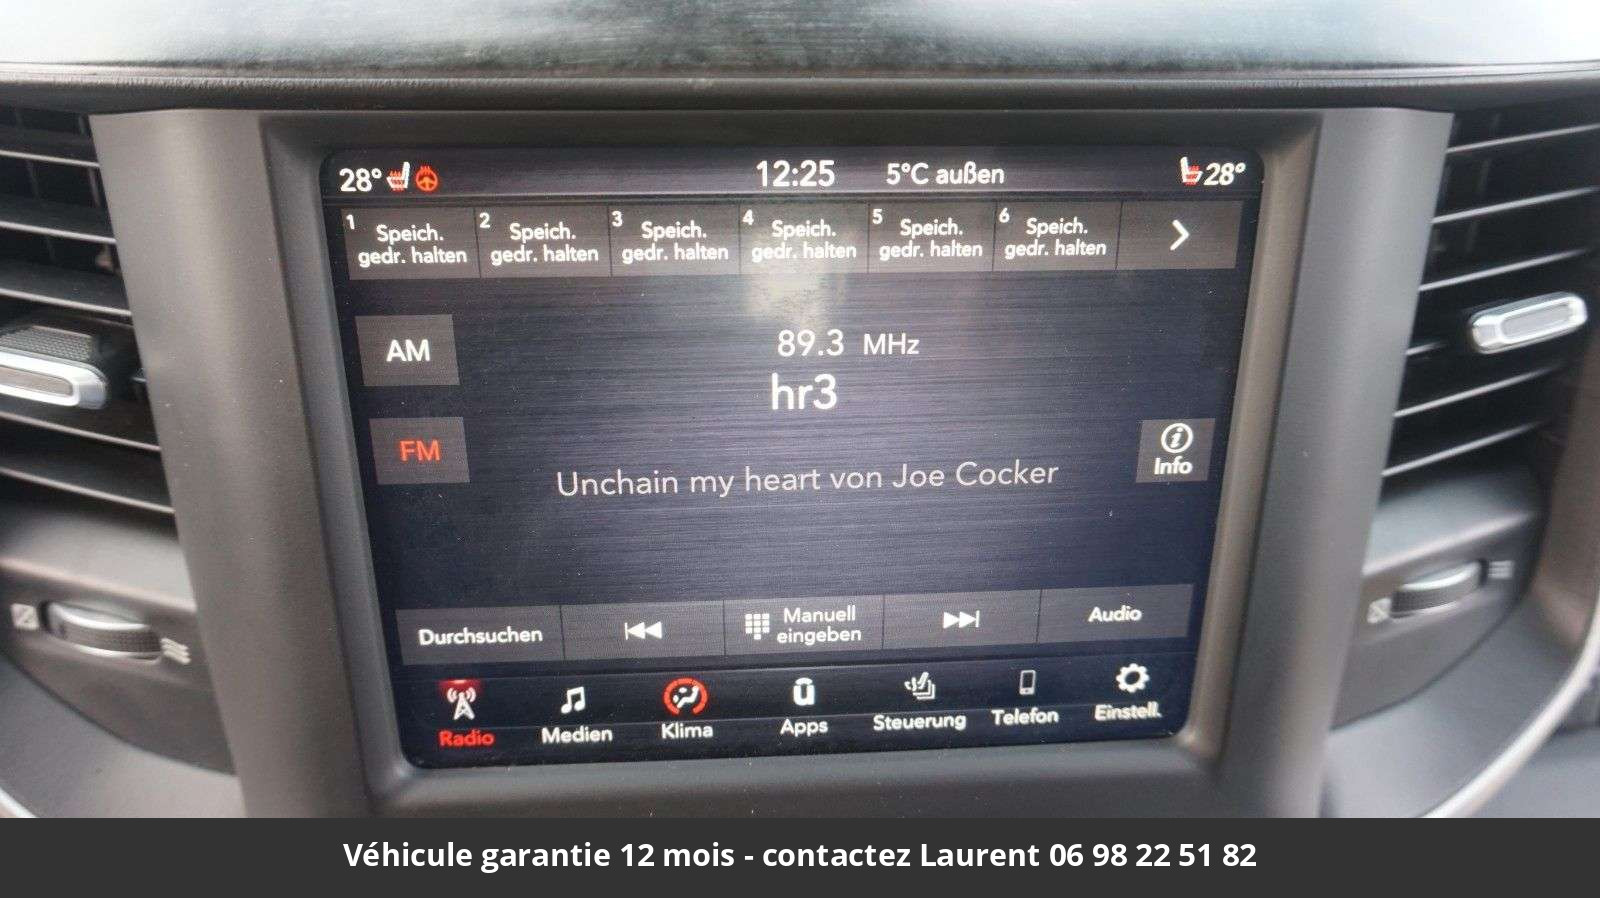 28° 12:25 5°C außen 28°
1 Speich. gedr. halten
2 Speich. gedr. halten
3 Speich. gedr. halten
4 Speich. gedr. halten
5 Speich. gedr. halten
6 Speich. gedr. halten
AM
89.3 MHz
hr3
FM
Info
Unchain my heart von Joe Cocker
Durchsuchen
Manuell
eingeben
Audio
Radio Medien Klima Apps Steuerung Telefon Einstell.
Véhicule garantie 12 mois - contactez Laurent 06 98 22 51 82